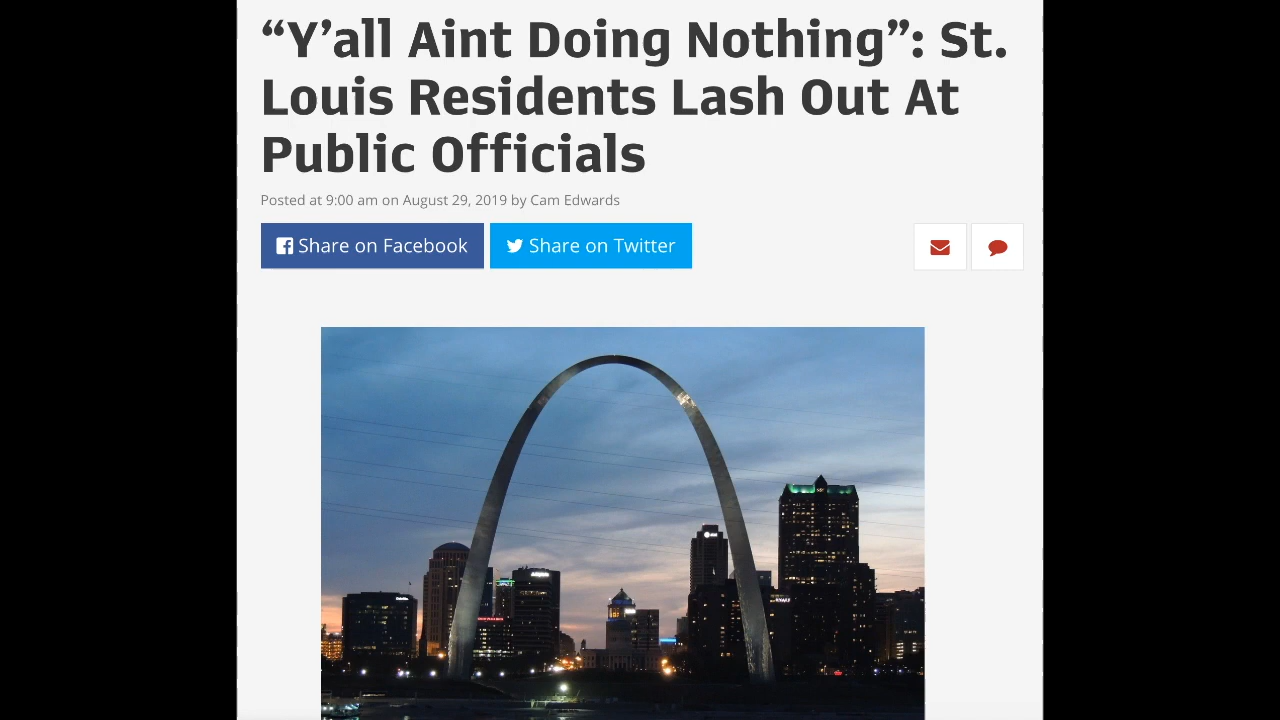 “Y’all Aint Doing Nothing”: St.
Louis Residents Lash Out At
Public Officials
Posted at 9:00 am on August 29, 2019 by Cam Edwards
Share on Facebook
Share on Twitter